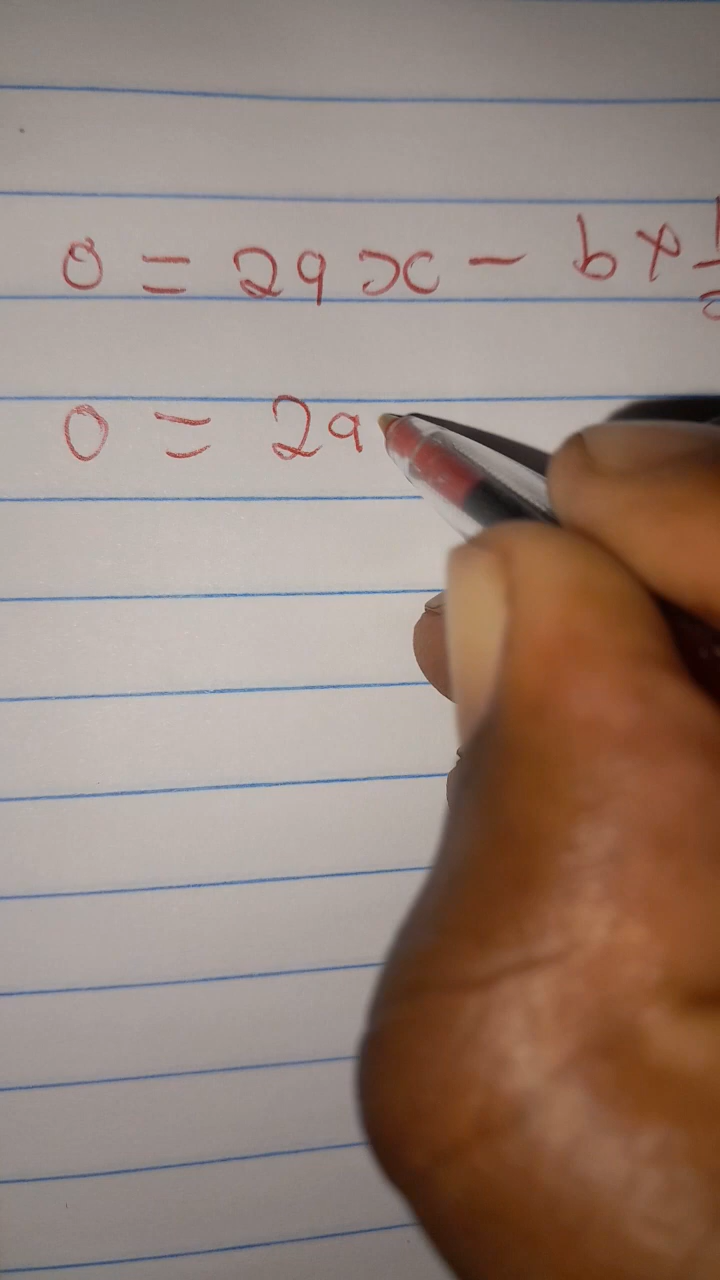 0 = 2ax - b x
0 = 2a